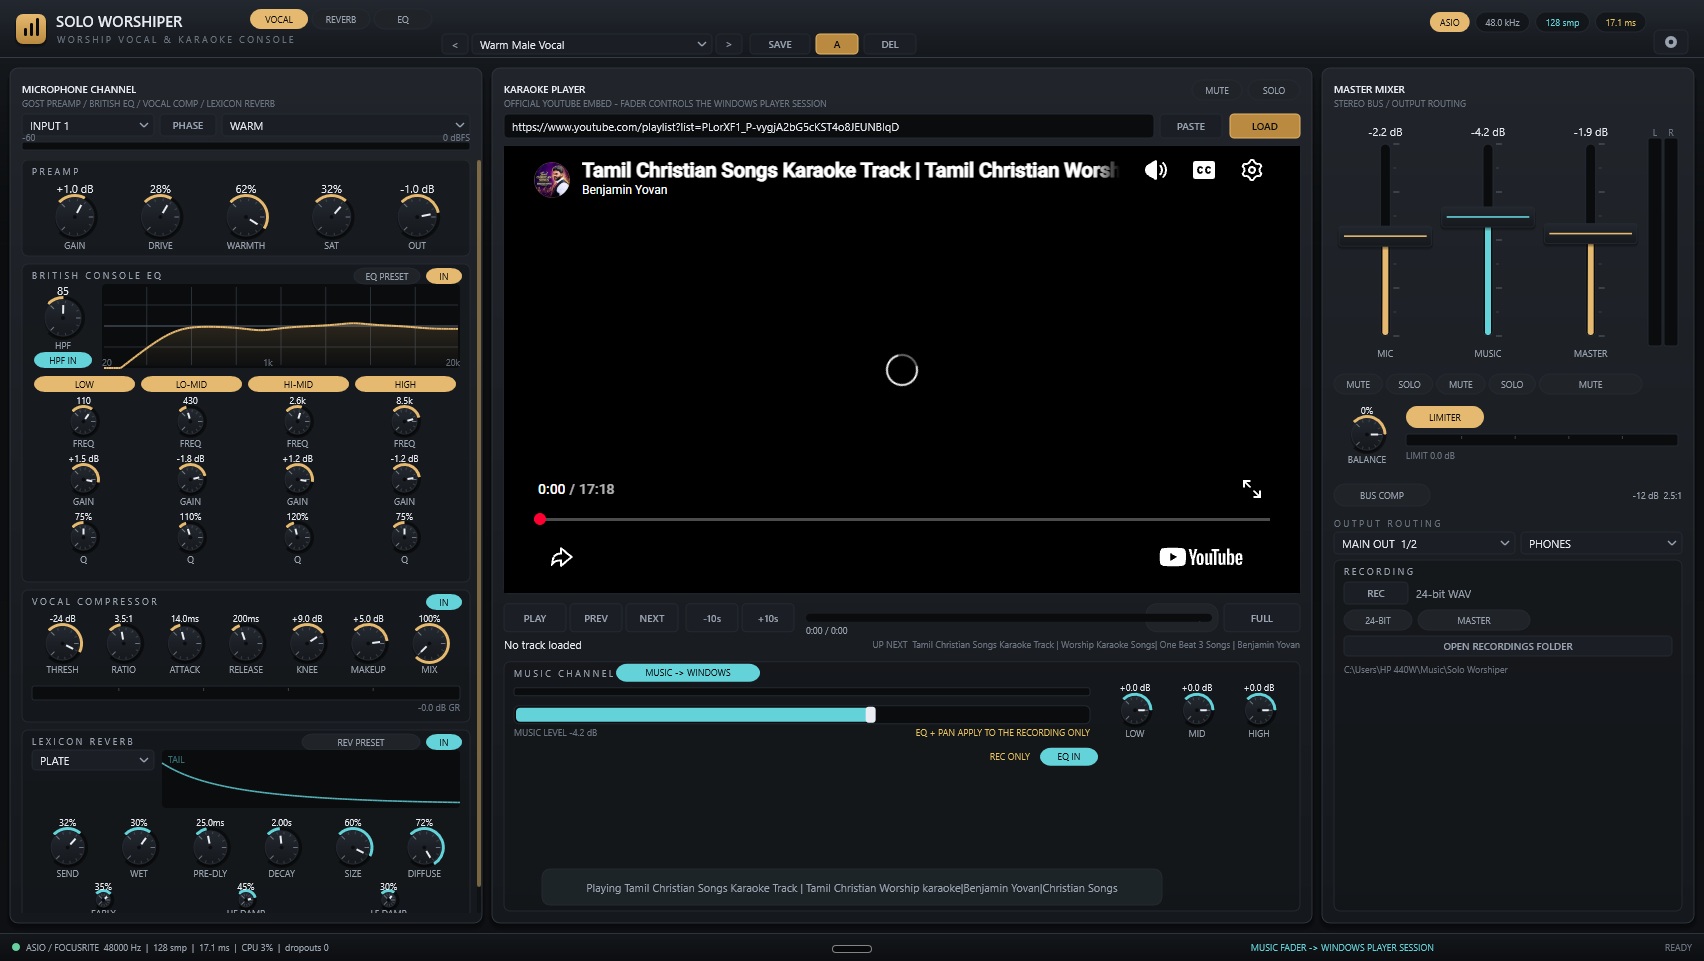 SOLO WORSHIPER
WORSHIP VOCAL & KARAOKE CONSOLE
VOCAL REVERB EQ
< Warm Male Vocal > SAVE A DEL
ASIO 48.0 kHz 128 smp 17.1 ms
MICROPHONE CHANNEL
GOST PREAMP / BRITISH EQ / VOCAL COMP / LEXICON REVERB
INPUT 1 PHASE WARM
-60 0 dBFS
PREAMP
+1.0 dB 28% 62% 32% -1.0 dB
GAIN DRIVE WARMTH SAT OUT
BRITISH CONSOLE EQ EQ PRESET IN
85
HPF
HPF IN
20 1k 20k
LOW LO-MID HI-MID HIGH
110 430 2.6k 8.5k
FREQ FREQ FREQ FREQ
+1.5 dB -1.8 dB +1.2 dB -1.2 dB
GAIN GAIN GAIN GAIN
75% 110% 120% 75%
Q Q Q Q
VOCAL COMPRESSOR IN
-24 dB 3.5:1 14.0ms 200ms +9.0 dB +5.0 dB 100%
THRESH RATIO ATTACK RELEASE KNEE MAKEUP MIX
-0.0 dB GR
LEXICON REVERB REV PRESET IN
PLATE
TAIL
32% 30% 25.0ms 2.00s 60% 72%
SEND WET PRE-DLY DECAY SIZE DIFFUSE
35% 45% 30%
EARLY HF DAMP LF DAMP
KARAOKE PLAYER
OFFICIAL YOUTUBE EMBED - FADER CONTROLS THE WINDOWS PLAYER SESSION
MUTE SOLO
https://www.youtube.com/playlist?list=PLorXF1_P-vygjA2bG5cKST4o8JEUNBIqD
PASTE LOAD
Tamil Christian Songs Karaoke Track | Tamil Christian Worsh
Benjamin Yovan
CC
0:00 / 17:18
YouTube
PLAY PREV NEXT -10s +10s
0:00 / 0:00
FULL
No track loaded
UP NEXT Tamil Christian Songs Karaoke Track | Worship Karaoke Songs| One Beat 3 Songs | Benjamin Yovan
MUSIC CHANNEL MUSIC -> WINDOWS
MUSIC LEVEL -4.2 dB
EQ + PAN APPLY TO THE RECORDING ONLY
REC ONLY EQ IN
+0.0 dB +0.0 dB +0.0 dB
LOW MID HIGH
Playing Tamil Christian Songs Karaoke Track | Tamil Christian Worship karaoke|Benjamin Yovan|Christian Songs
MASTER MIXER
STEREO BUS / OUTPUT ROUTING
-2.2 dB -4.2 dB -1.9 dB L R
MIC MUSIC MASTER
MUTE SOLO MUTE SOLO MUTE
0%
BALANCE
LIMITER
LIMIT 0.0 dB
BUS COMP -12 dB 2.5:1
OUTPUT ROUTING
MAIN OUT 1/2 PHONES
RECORDING
REC 24-bit WAV
24-BIT MASTER
OPEN RECORDINGS FOLDER
C:\Users\HP 440W\Music\Solo Worshiper
ASIO / FOCUSRITE 48000 Hz | 128 smp | 17.1 ms | CPU 3% | dropouts 0
MUSIC FADER -> WINDOWS PLAYER SESSION
READY